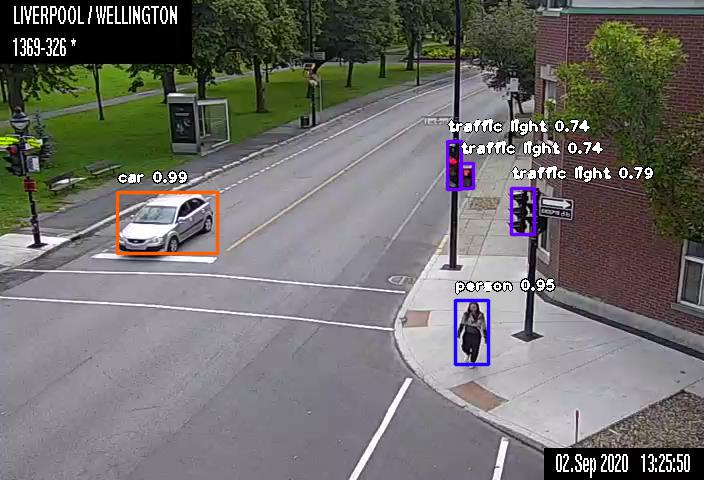 LIVERPOOL / WELLINGTON
1369-326 *
traffic light 0.74
traffic light 0.74
traffic light 0.79
car 0.99
person 0.95
02.Sep 2020 13:25:50